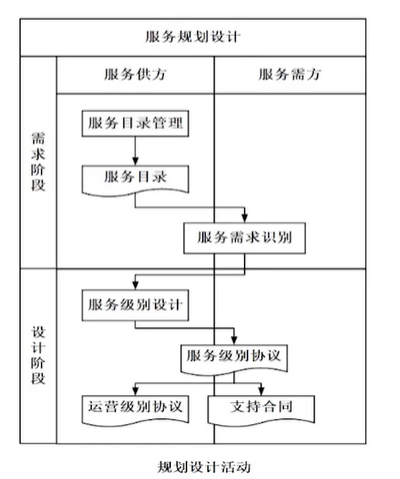 服务规划设计
服务供方
服务需方
需求阶段
服务目录管理
服务目录
服务需求识别
设计阶段
服务级别设计
服务级别协议
运营级别协议
支持合同
规划设计活动